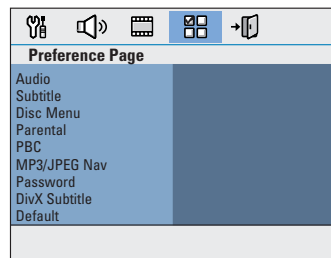 Preference Page
Audio
Subtitle
Disc Menu
Parental
PBC
MP3/JPEG Nav
Password
DivX Subtitle
Default